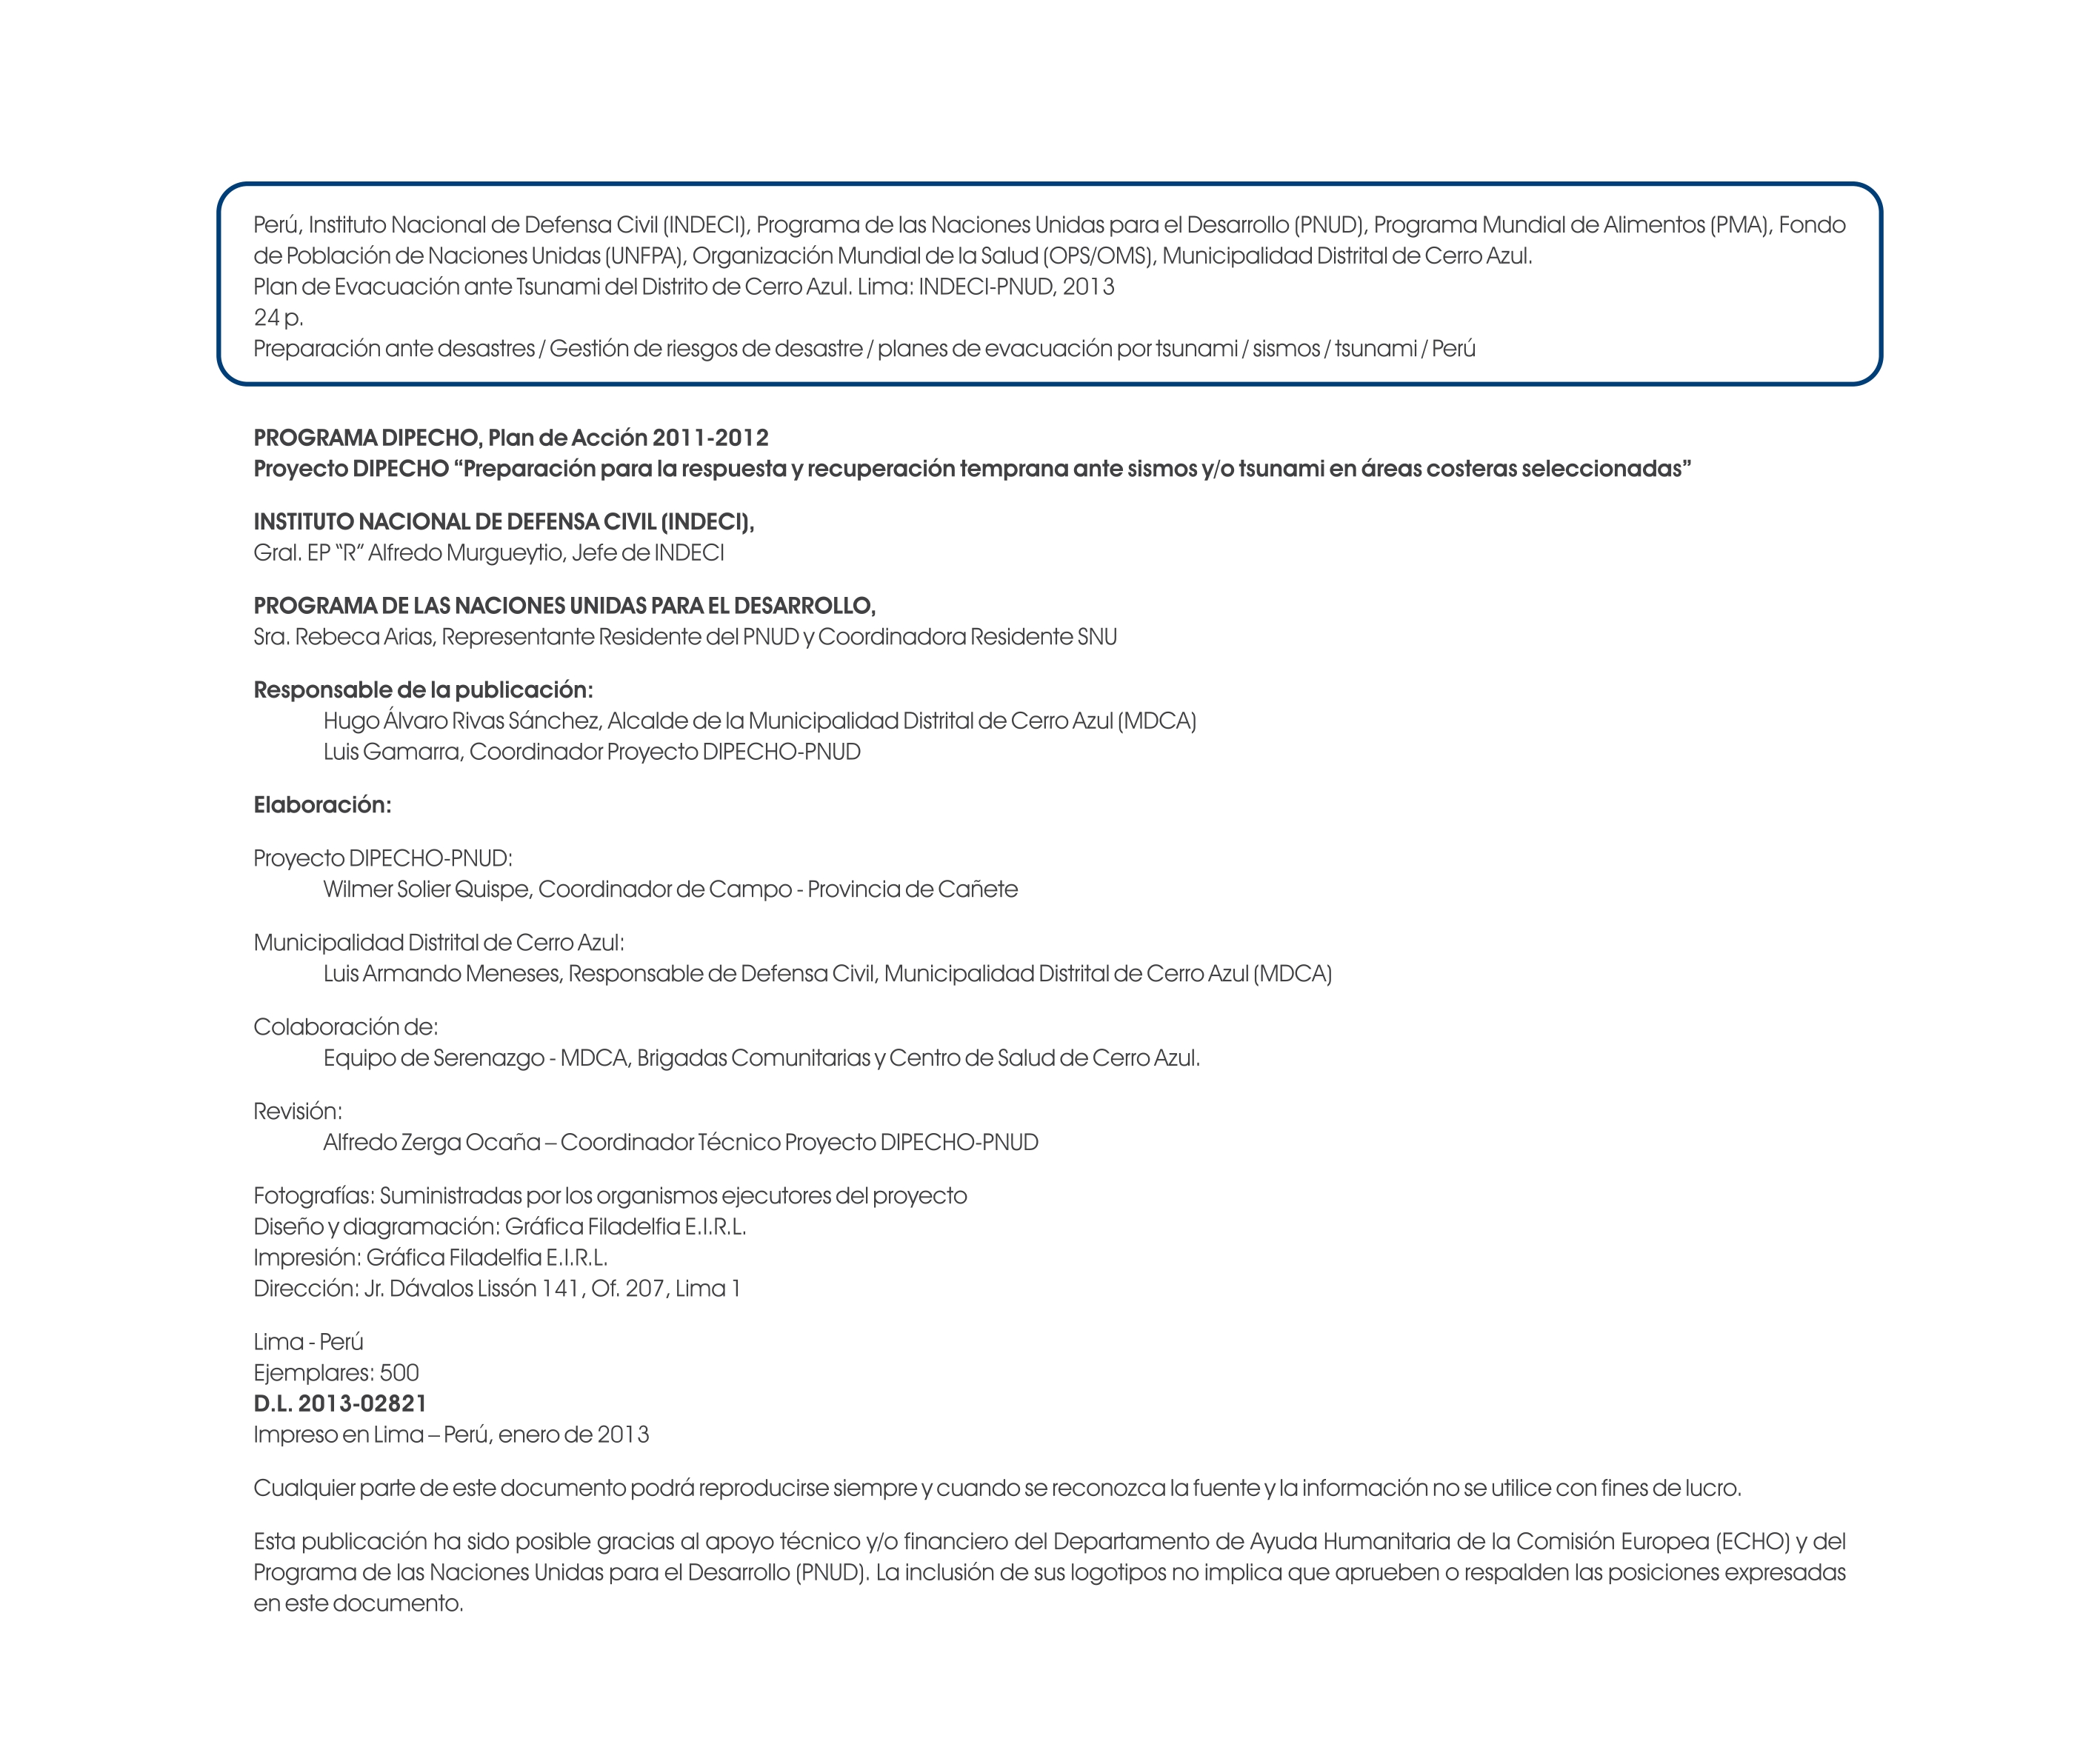 Perú, Instituto Nacional de Defensa Civil (INDECI), Programa de las Naciones Unidas para el Desarrollo (PNUD), Programa Mundial de Alimentos (PMA), Fondo
de Población de Naciones Unidas (UNFPA), Organización Mundial de la Salud (OPS/OMS), Municipalidad Distrital de Cerro Azul.
Plan de Evacuación ante Tsunami del Distrito de Cerro Azul. Lima: INDECI-PNUD, 2013
24 p.
Preparación ante desastres / Gestión de riesgos de desastre / planes de evacuación por tsunami / sismos / tsunami / Perú
PROGRAMA DIPECHO, Plan de Acción 2011-2012
Proyecto DIPECHO “Preparación para la respuesta y recuperación temprana ante sismos y/o tsunami en áreas costeras seleccionadas”
INSTITUTO NACIONAL DE DEFENSA CIVIL (INDECI),
Gral. EP “R” Alfredo Murgueytio, Jefe de INDECI
PROGRAMA DE LAS NACIONES UNIDAS PARA EL DESARROLLO,
Sra. Rebeca Arias, Representante Residente del PNUD y Coordinadora Residente SNU
Responsable de la publicación:
Hugo Álvaro Rivas Sánchez, Alcalde de la Municipalidad Distrital de Cerro Azul (MDCA)
Luis Gamarra, Coordinador Proyecto DIPECHO-PNUD
Elaboración:
Proyecto DIPECHO-PNUD:
Wilmer Solier Quispe, Coordinador de Campo - Provincia de Cañete
Municipalidad Distrital de Cerro Azul:
Luis Armando Meneses, Responsable de Defensa Civil, Municipalidad Distrital de Cerro Azul (MDCA)
Colaboración de:
Equipo de Serenazgo - MDCA, Brigadas Comunitarias y Centro de Salud de Cerro Azul.
Revisión:
Alfredo Zerga Ocaña – Coordinador Técnico Proyecto DIPECHO-PNUD
Fotografías: Suministradas por los organismos ejecutores del proyecto
Diseño y diagramación: Gráfica Filadelfia E.I.R.L.
Impresión: Gráfica Filadelfia E.I.R.L.
Dirección: Jr. Dávalos Lissón 141, Of. 207, Lima 1
Lima - Perú
Ejemplares: 500
D.L. 2013-02821
Impreso en Lima – Perú, enero de 2013
Cualquier parte de este documento podrá reproducirse siempre y cuando se reconozca la fuente y la información no se utilice con fines de lucro.
Esta publicación ha sido posible gracias al apoyo técnico y/o financiero del Departamento de Ayuda Humanitaria de la Comisión Europea (ECHO) y del
Programa de las Naciones Unidas para el Desarrollo (PNUD). La inclusión de sus logotipos no implica que aprueben o respalden las posiciones expresadas
en este documento.